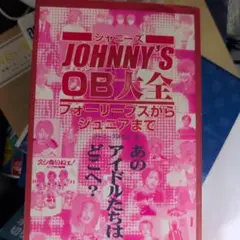 ジャニーズ
JOHNNY'S
OB大全
フォーリーブスから
ジュニアまで
あの
アイドルたちは
どこへ?